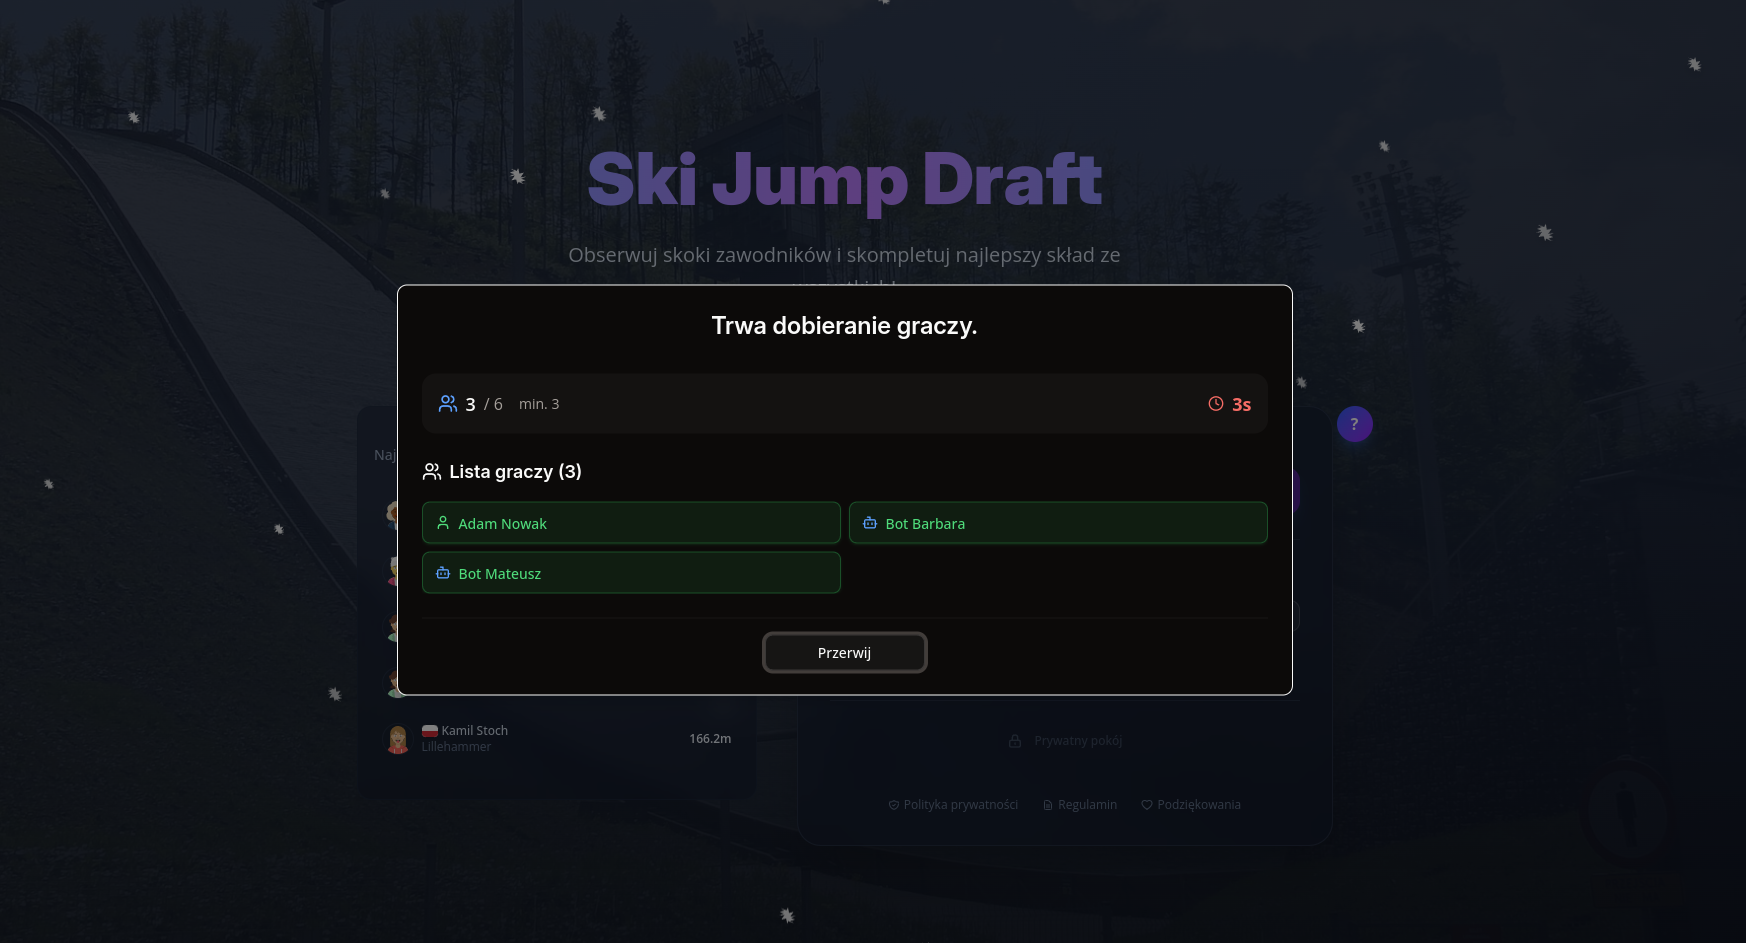 Ski Jump Draft
Obserwuj skoki zawodników i skompletuj najlepszy skład ze
Trwa dobieranie graczy.
3 / 6 min. 3
3s
?
Lista graczy (3)
Adam Nowak
Bot Barbara
Bot Mateusz
Przerwij
Kamil Stoch
Lillehammer
166.2m
Prywatny pokój
Polityka prywatności
Regulamin
Podziękowania